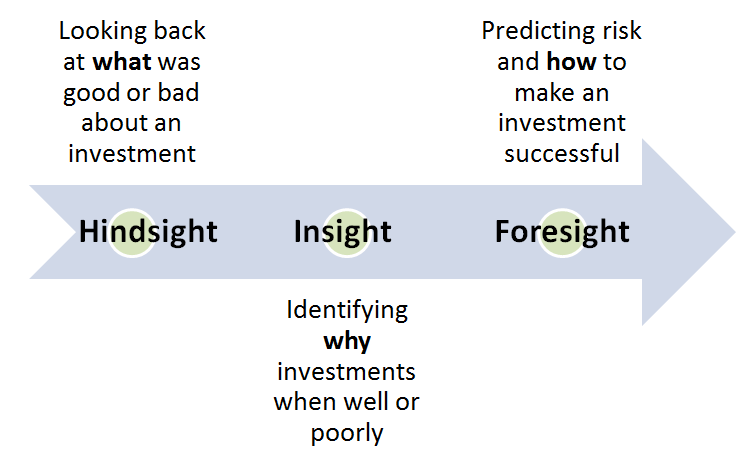 Looking back
at what was
good or bad
about an
investment
Predicting risk
and how to
make an
investment
successful
Hindsight
Insight
Foresight
Identifying
why
investments
when well or
poorly